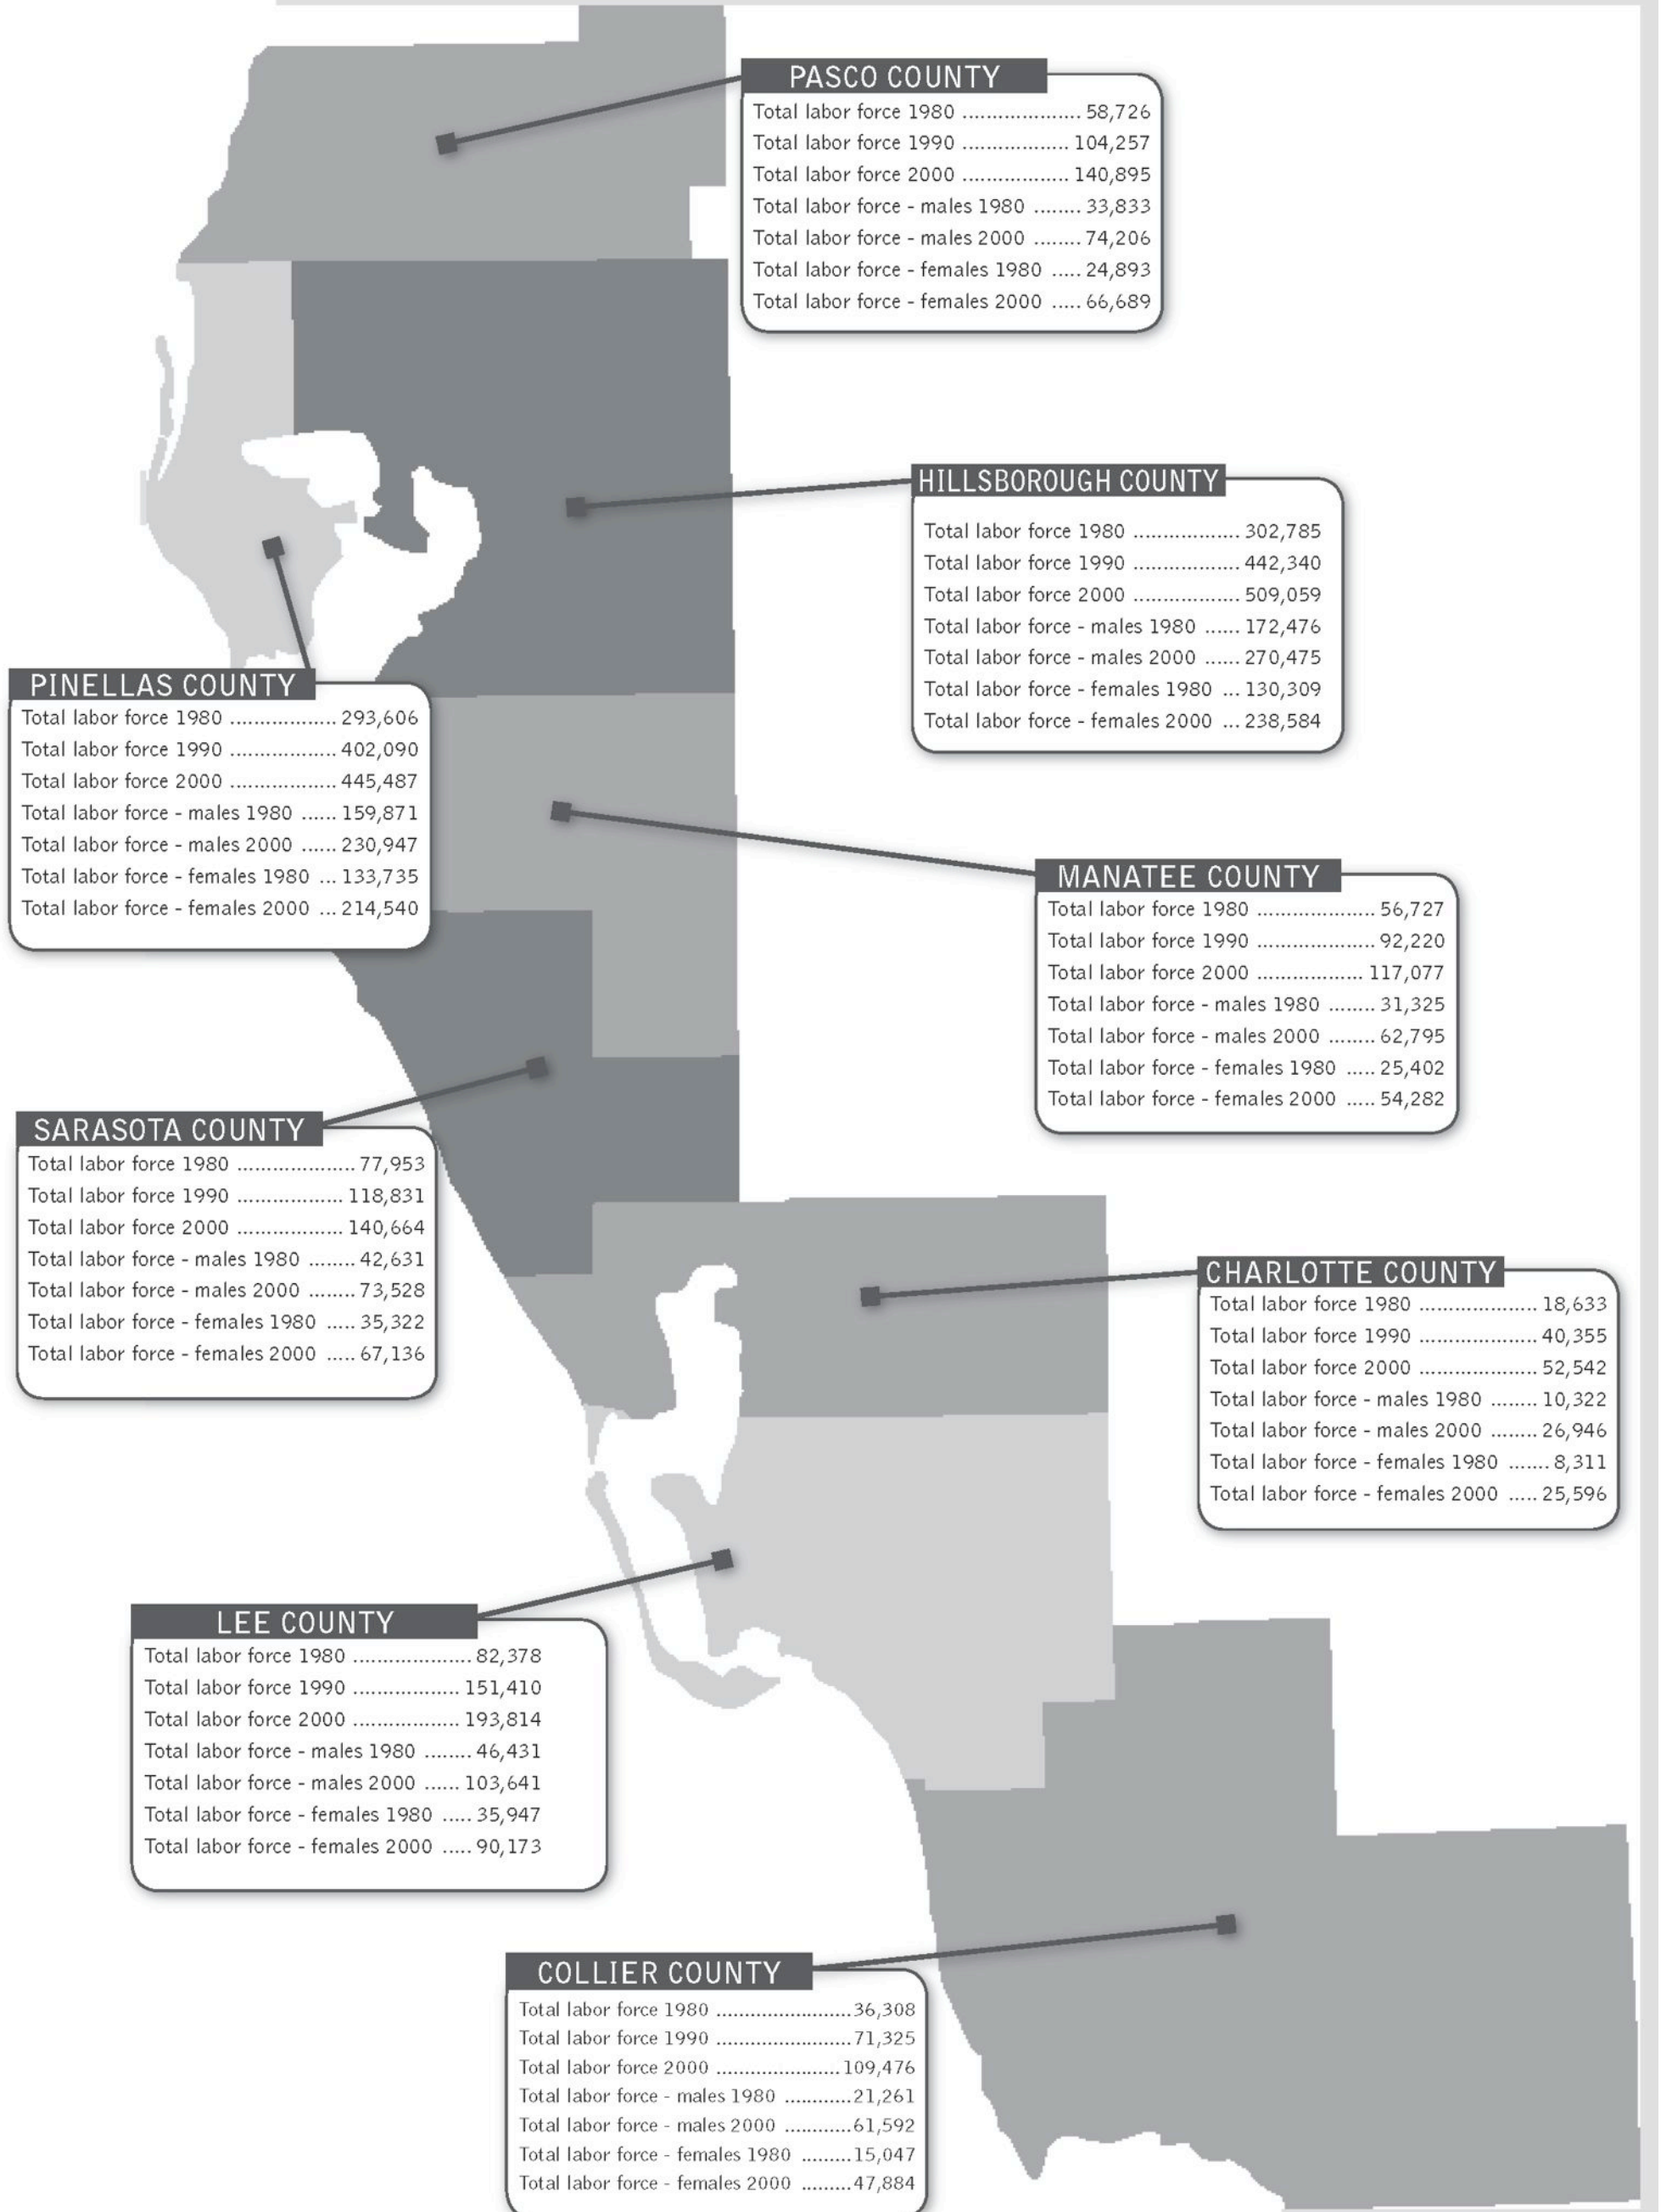 PASCO COUNTY
Total labor force 1980 .................... 58,726
Total labor force 1990 .................. 104,257
Total labor force 2000 .................. 140,895
Total labor force - males 1980 ........ 33,833
Total labor force - males 2000 ........ 74,206
Total labor force - females 1980 ..... 24,893
Total labor force - females 2000 ..... 66,689
HILLSBOROUGH COUNTY
Total labor force 1980 .................. 302,785
Total labor force 1990 .................. 442,340
Total labor force 2000 .................. 509,059
Total labor force - males 1980 ...... 172,476
Total labor force - males 2000 ...... 270,475
Total labor force - females 1980 ... 130,309
Total labor force - females 2000 ... 238,584
PINELLAS COUNTY
Total labor force 1980 .................. 293,606
Total labor force 1990 .................. 402,090
Total labor force 2000 .................. 445,487
Total labor force - males 1980 ...... 159,871
Total labor force - males 2000 ...... 230,947
Total labor force - females 1980 ... 133,735
Total labor force - females 2000 ... 214,540
MANATEE COUNTY
Total labor force 1980 .................... 56,727
Total labor force 1990 .................... 92,220
Total labor force 2000 .................. 117,077
Total labor force - males 1980 ........ 31,325
Total labor force - males 2000 ........ 62,795
Total labor force - females 1980 ..... 25,402
Total labor force - females 2000 ..... 54,282
SARASOTA COUNTY
Total labor force 1980 .................... 77,953
Total labor force 1990 .................. 118,831
Total labor force 2000 .................. 140,664
Total labor force - males 1980 ........ 42,631
Total labor force - males 2000 ........ 73,528
Total labor force - females 1980 ..... 35,322
Total labor force - females 2000 ..... 67,136
CHARLOTTE COUNTY
Total labor force 1980 .................... 18,633
Total labor force 1990 .................... 40,355
Total labor force 2000 .................... 52,542
Total labor force - males 1980 ........ 10,322
Total labor force - males 2000 ........ 26,946
Total labor force - females 1980 ....... 8,311
Total labor force - females 2000 ..... 25,596
LEE COUNTY
Total labor force 1980 .................... 82,378
Total labor force 1990 .................. 151,410
Total labor force 2000 .................. 193,814
Total labor force - males 1980 ........ 46,431
Total labor force - males 2000 ...... 103,641
Total labor force - females 1980 ..... 35,947
Total labor force - females 2000 ..... 90,173
COLLIER COUNTY
Total labor force 1980 ........................36,308
Total labor force 1990 ........................71,325
Total labor force 2000 ......................109,476
Total labor force - males 1980 ............21,261
Total labor force - males 2000 ............61,592
Total labor force - females 1980 .........15,047
Total labor force - females 2000 .........47,884